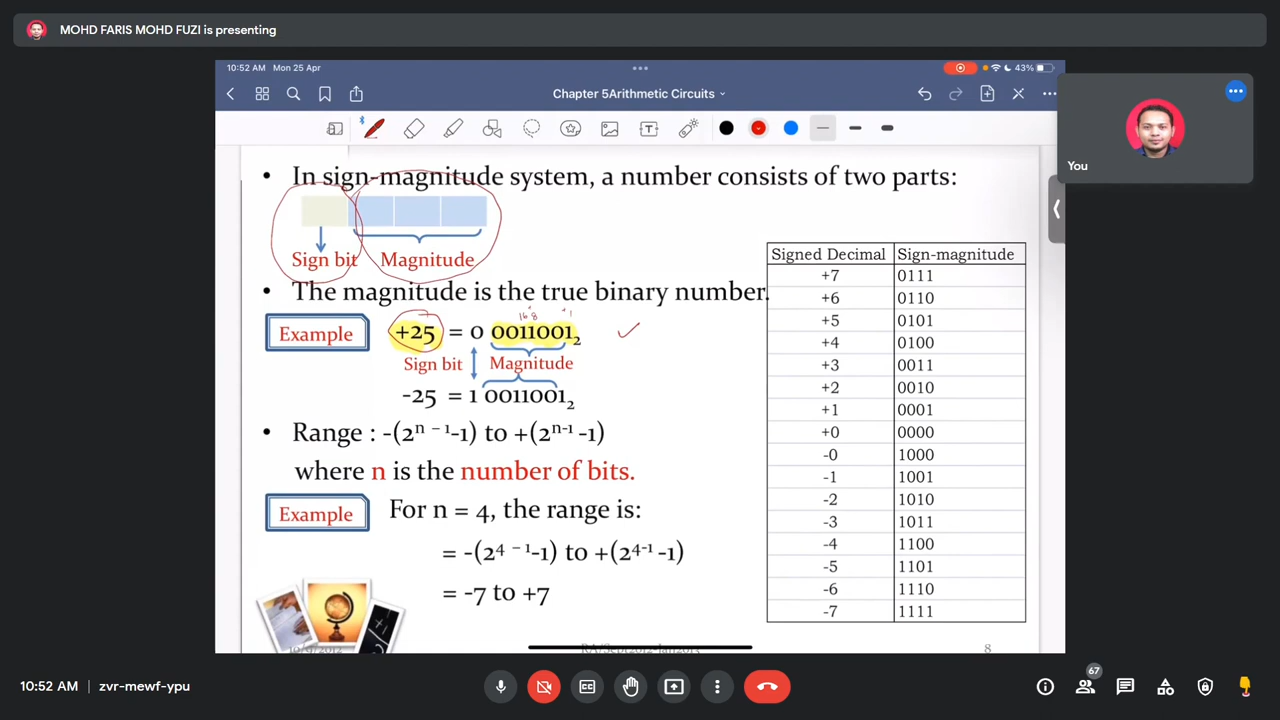 MOHD FARIS MOHD FUZI is presenting
10:52 AM Mon 25 Apr
43%
Chapter 5Arithmetic Circuits
You
• In sign-magnitude system, a number consists of two parts:
Sign bit Magnitude
• The magnitude is the true binary number.
16 8 1
Example +25 = 0 0011001₂
Sign bit Magnitude
-25 = 1 0011001₂
• Range : -(2ⁿ ⁻ ¹-1) to +(2ⁿ⁻¹ -1)
where n is the number of bits.
Example For n = 4, the range is:
= -(2⁴ ⁻ ¹-1) to +(2⁴⁻¹ -1)
= -7 to +7
Signed Decimal Sign-magnitude
+7 0111
+6 0110
+5 0101
+4 0100
+3 0011
+2 0010
+1 0001
+0 0000
-0 1000
-1 1001
-2 1010
-3 1011
-4 1100
-5 1101
-6 1110
-7 1111
8
10:52 AM | zvr-mewf-ypu
67